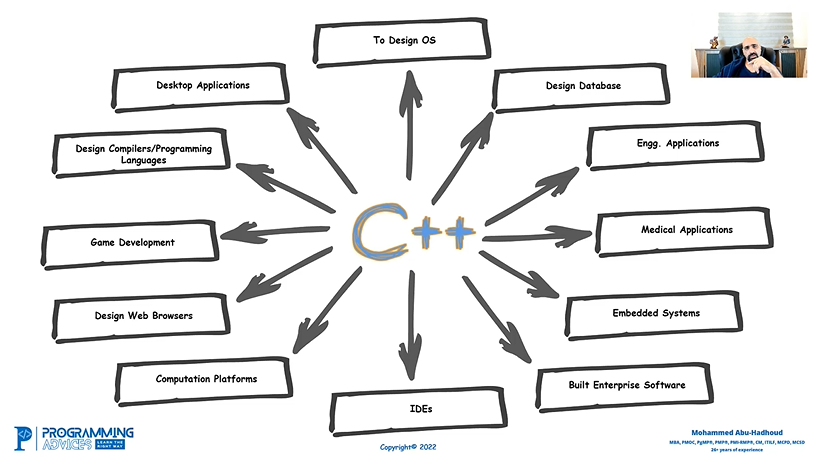 To Design OS
Desktop Applications
Design Database
Design Compilers/Programming
Languages
Engg. Applications
Game Development
C++
Medical Applications
Design Web Browsers
Embedded Systems
Computation Platforms
Built Enterprise Software
IDEs
PROGRAMMING
ADVICES LEARN THE
RIGHT WAY
Copyright© 2022
Mohammed Abu-Hadhoud
MBA, PMOC, PgMP®, PMP®, PMI-RMP®, CM, ITILF, MCPD, MCSD
26+ years of experience